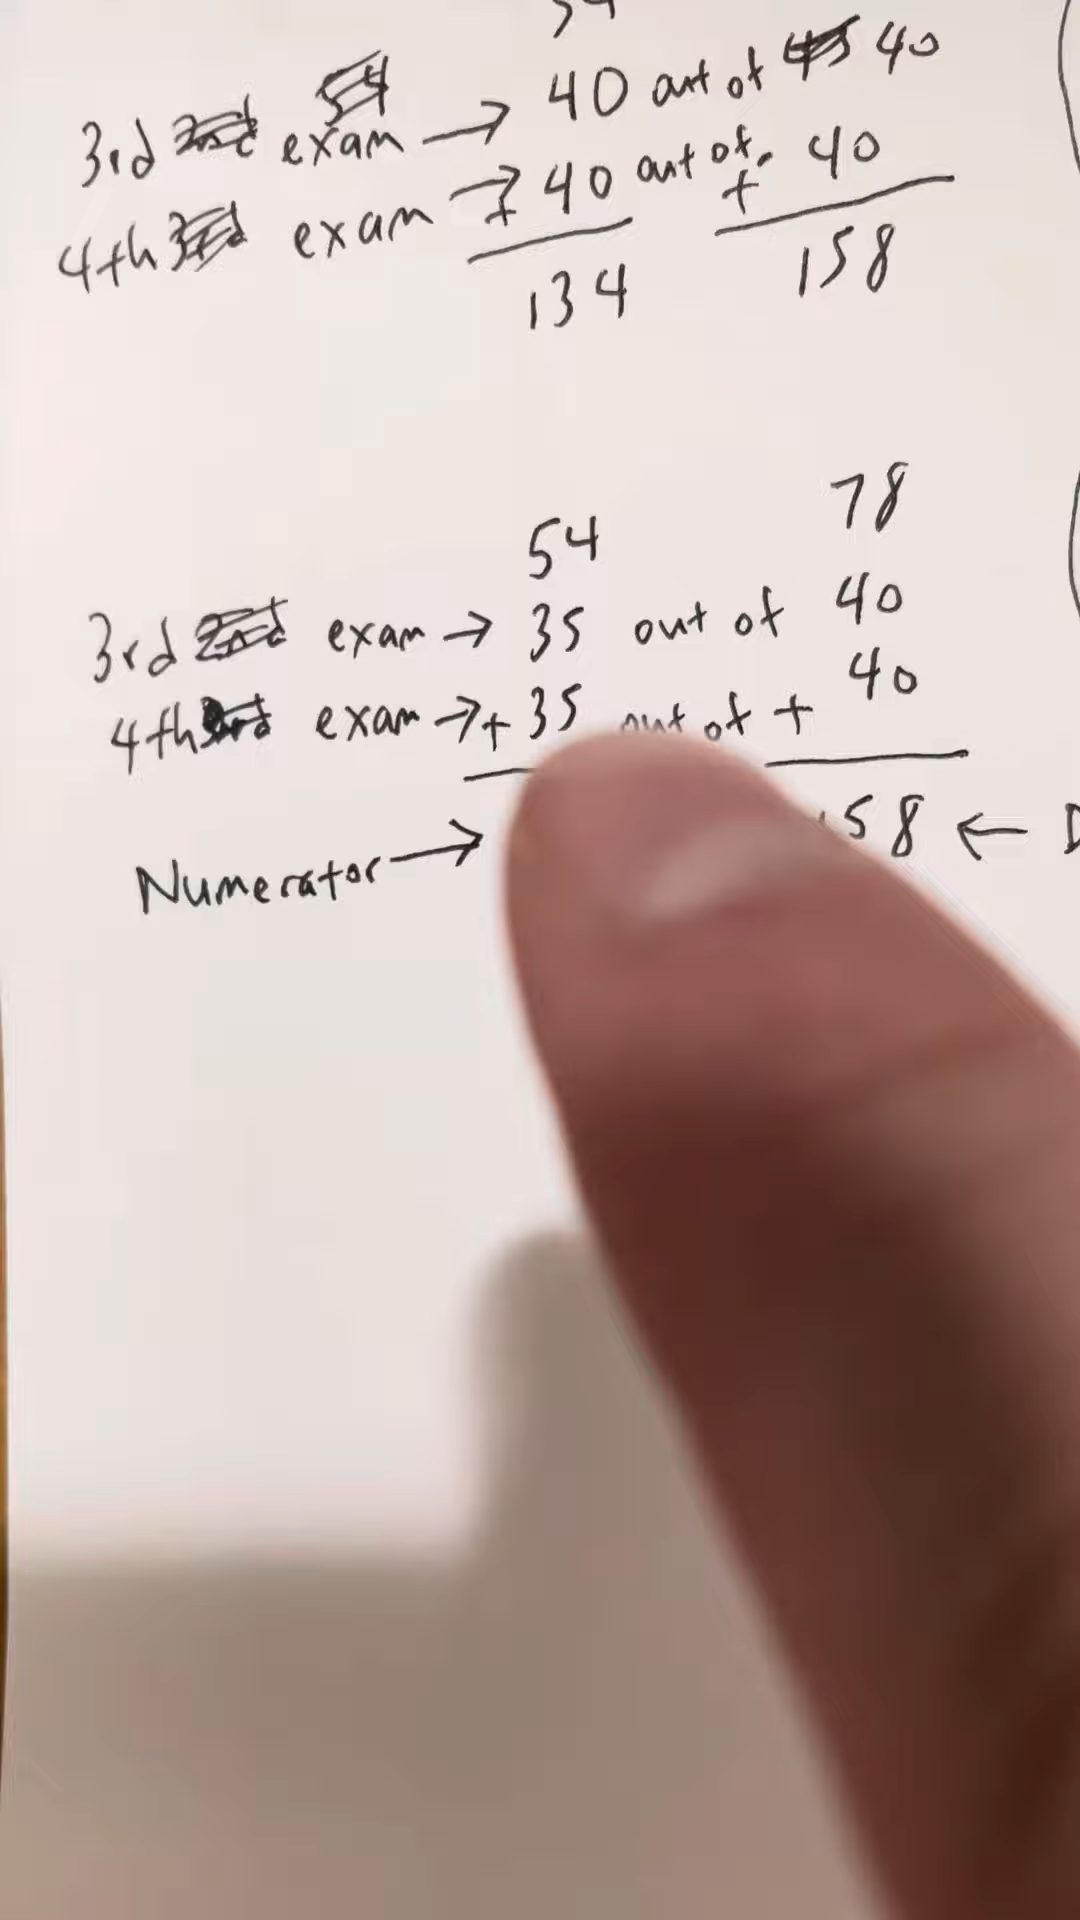 3rd exam → 40 out of 40
4th exam → + 40 out of + 40
134 158
54 78
3rd exam → 35 out of 40
4th exam → + 35 out of + 40
Numerator → 58 ← D